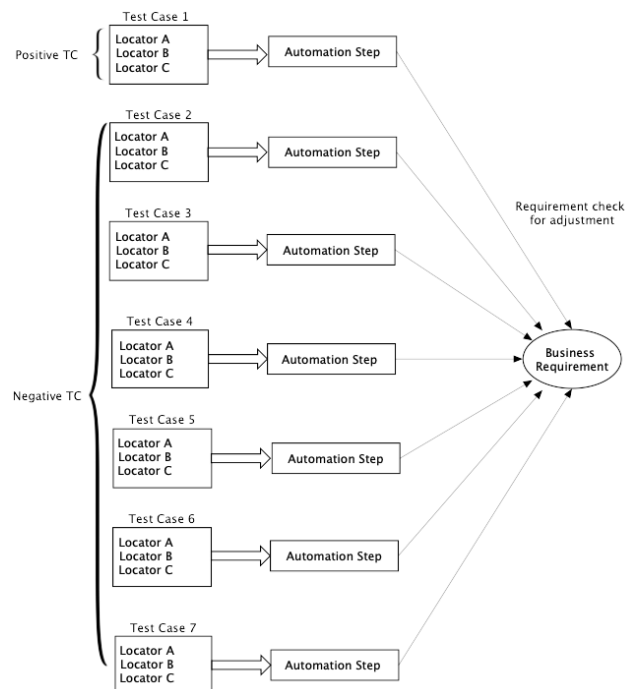 Test Case 1
Positive TC
Locator A
Locator B
Locator C
Automation Step
Test Case 2
Locator A
Locator B
Locator C
Automation Step
Test Case 3
Locator A
Locator B
Locator C
Automation Step
Requirement check
for adjustment
Test Case 4
Locator A
Locator B
Locator C
Automation Step
Business
Requirement
Negative TC
Test Case 5
Locator A
Locator B
Locator C
Automation Step
Test Case 6
Locator A
Locator B
Locator C
Automation Step
Test Case 7
Locator A
Locator B
Locator C
Automation Step